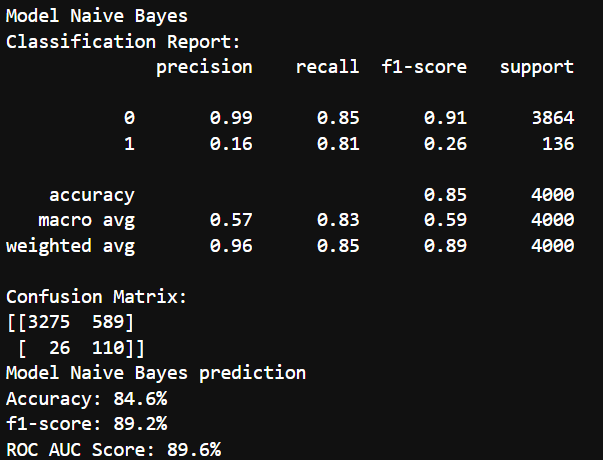 Model Naive Bayes
Classification Report:
              precision    recall  f1-score   support

           0       0.99      0.85      0.91      3864
           1       0.16      0.81      0.26       136

    accuracy                           0.85      4000
   macro avg       0.57      0.83      0.59      4000
weighted avg       0.96      0.85      0.89      4000

Confusion Matrix:
[[3275  589]
 [  26  110]]
Model Naive Bayes prediction
Accuracy: 84.6%
f1-score: 89.2%
ROC AUC Score: 89.6%